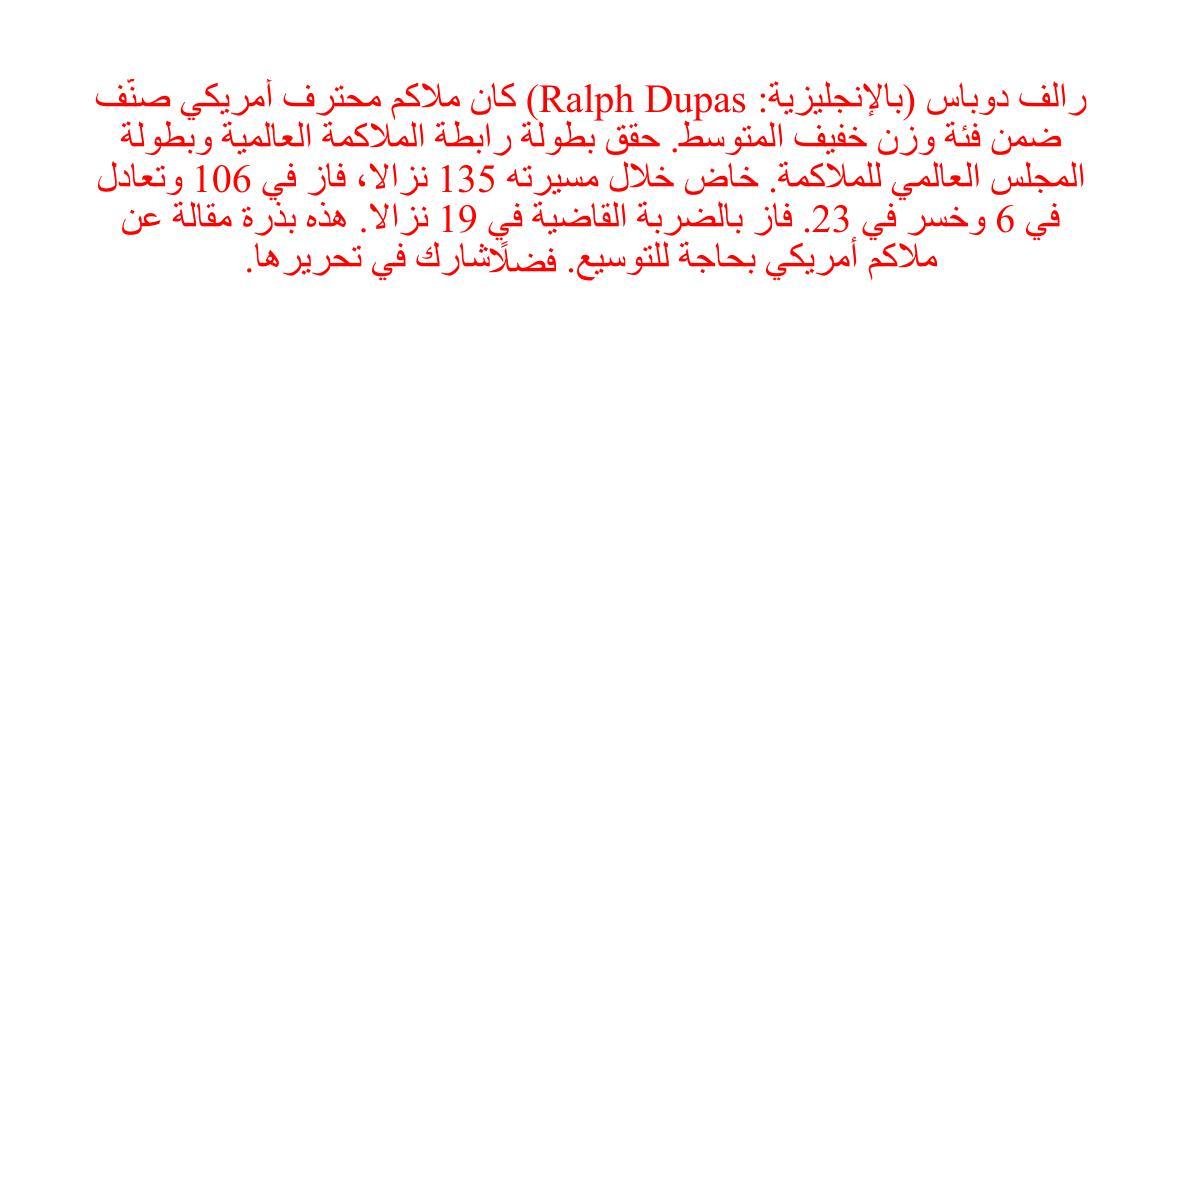 رالف دوباس (بالإنجليزية: Ralph Dupas) كان ملاكم محترف أمريكي صنّف
ضمن فئة وزن خفيف المتوسط. حقق بطولة رابطة الملاكمة العالمية وبطولة
المجلس العالمي للملاكمة. خاض خلال مسيرته 135 نزالا، فاز في 106 وتعادل
في 6 وخسر في 23. فاز بالضربة القاضية في 19 نزالا. هذه بذرة مقالة عن
ملاكم أمريكي بحاجة للتوسيع. فضلًاشارك في تحريرها.